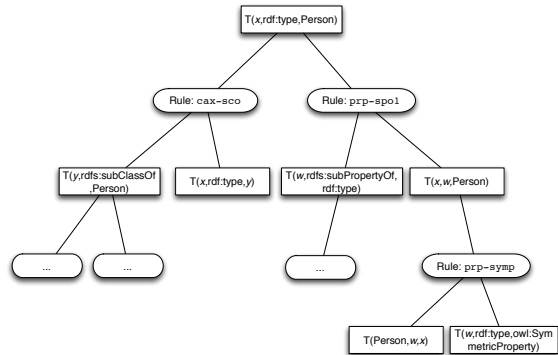 T(x,rdf:type,Person)
Rule: cax-sco
Rule: prp-spo1
T(y,rdfs:subClassOf
,Person)
T(x,rdf:type,y)
T(w,rdfs:subPropertyOf,
rdf:type)
T(x,w,Person)
...
...
...
Rule: prp-symp
T(Person,w,x)
T(w,rdf:type,owl:Sym
metricProperty)